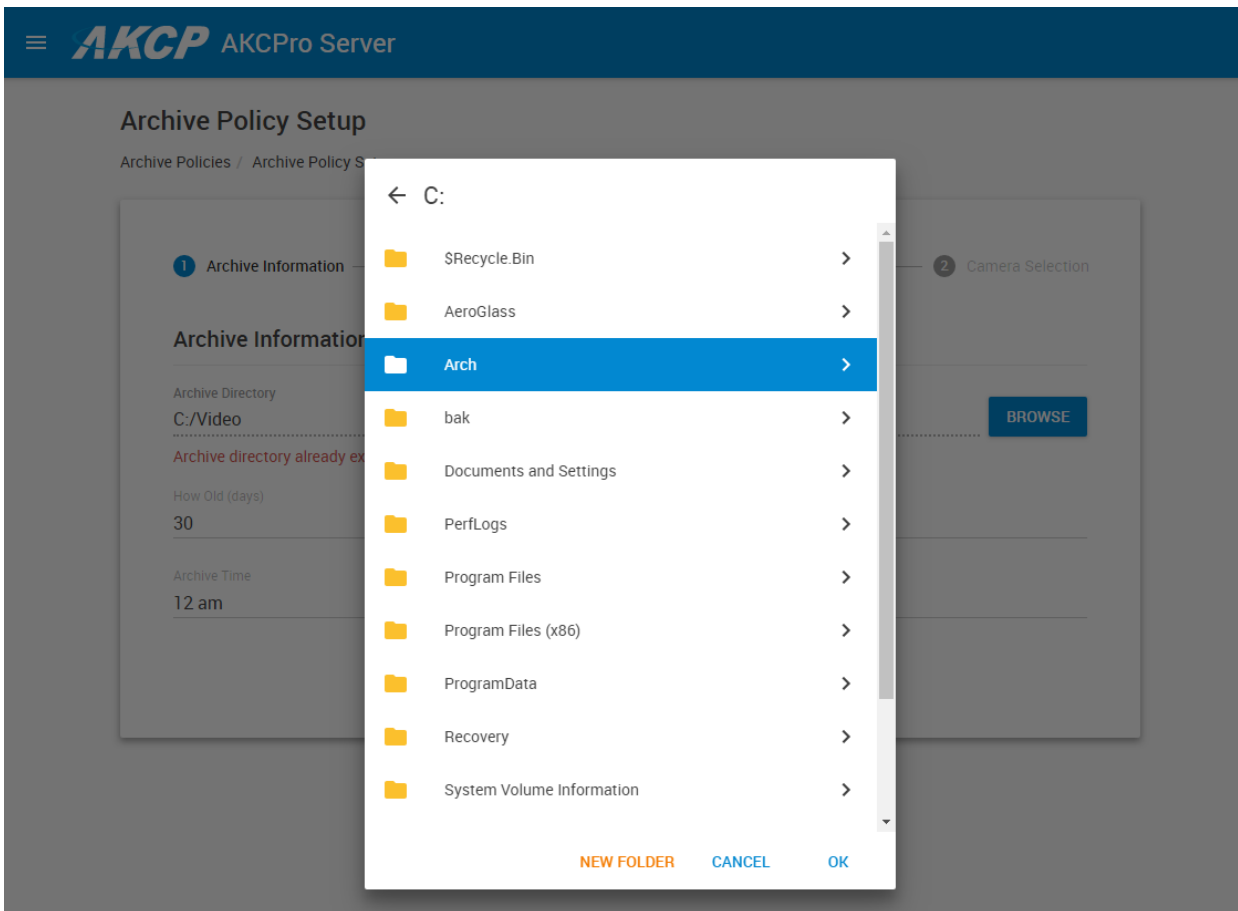 AKCP AKCPro Server
Archive Policy Setup
Archive Policies / Archive Policy
C:
$Recycle.Bin
1 Archive Information
2 Camera Selection
AeroGlass
Archive Information
Arch
Archive Directory
C:/Video
bak
BROWSE
Archive directory already
Documents and Settings
How Old (days)
30
PerfLogs
Archive Time
12 am
Program Files
Program Files (x86)
ProgramData
Recovery
System Volume Information
NEW FOLDER CANCEL OK